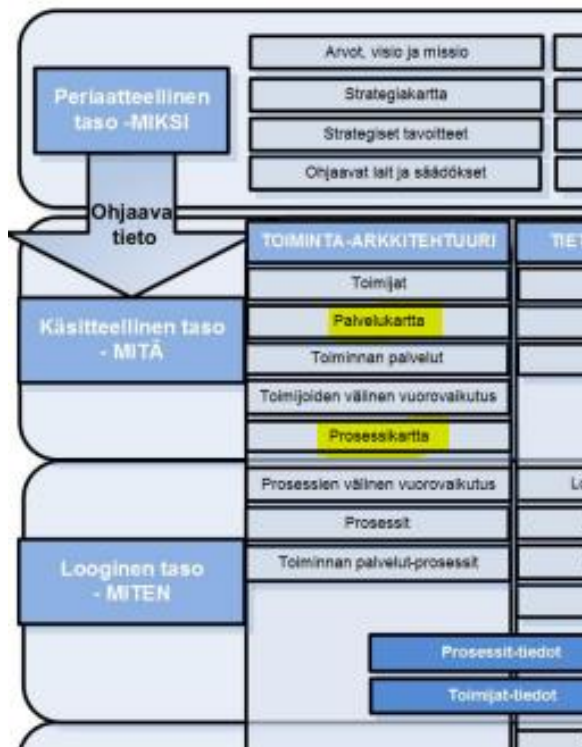 Arvot, visio ja missio
Periaatteellinen
taso -MIKSI
Strategiakartta
Strategiset tavoitteet
Ohjaavat lait ja säädökset
Ohjaava
tieto
TOIMINTA-ARKKITEHTUURI
TIET
Toimijat
Käsitteellinen taso
- MITÄ
Palvelukartta
Toiminnan palvelut
Toimijoiden välinen vuorovaikutus
Prosessikartta
Prosessien välinen vuorovaikutus
Lo
Prosessit
Looginen taso
- MITEN
Toiminnan palvelut-prosessit
Prosessit-tiedot
Toimijat-tiedot